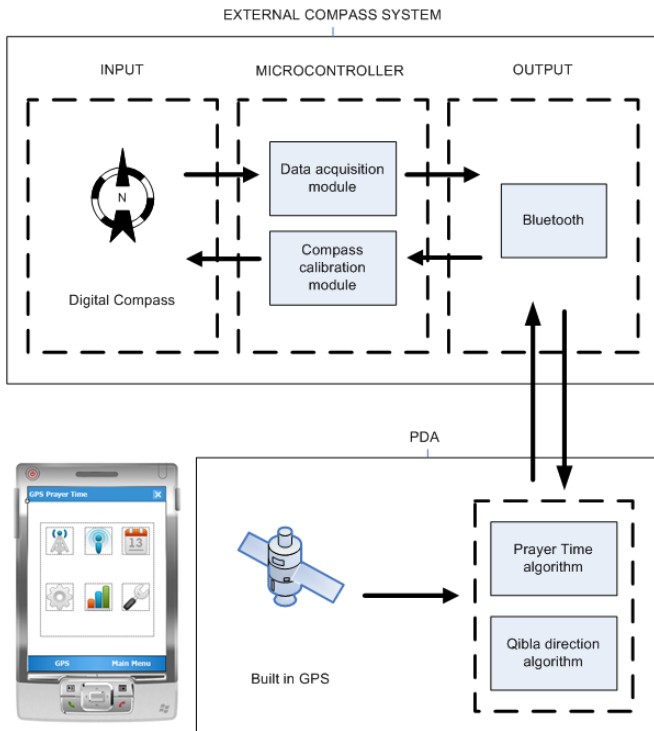 EXTERNAL COMPASS SYSTEM
INPUT
MICROCONTROLLER
OUTPUT
N
Digital Compass
Data acquisition
module
Compass
calibration
module
Bluetooth
PDA
GPS Prayer Time
13
GPS
Main Menu
Built in GPS
Prayer Time
algorithm
Qibla direction
algorithm